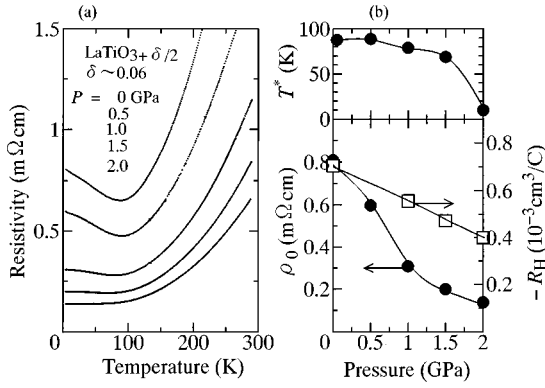 (a)
1.5
1
0.5
0
100
200
300
Resistivity (mΩcm)
Temperature (K)
LaTiO3+ δ/2
δ ~0.06
P = 0 GPa
0.5
1.0
1.5
2.0
(b)
100
50
0
T* (K)
0.8
0.6
0.4
0.2
ρ0 (mΩcm)
0.8
0.6
0.4
0.2
− RH (10−3cm3/C)
0
0.5
1
1.5
2
Pressure (GPa)